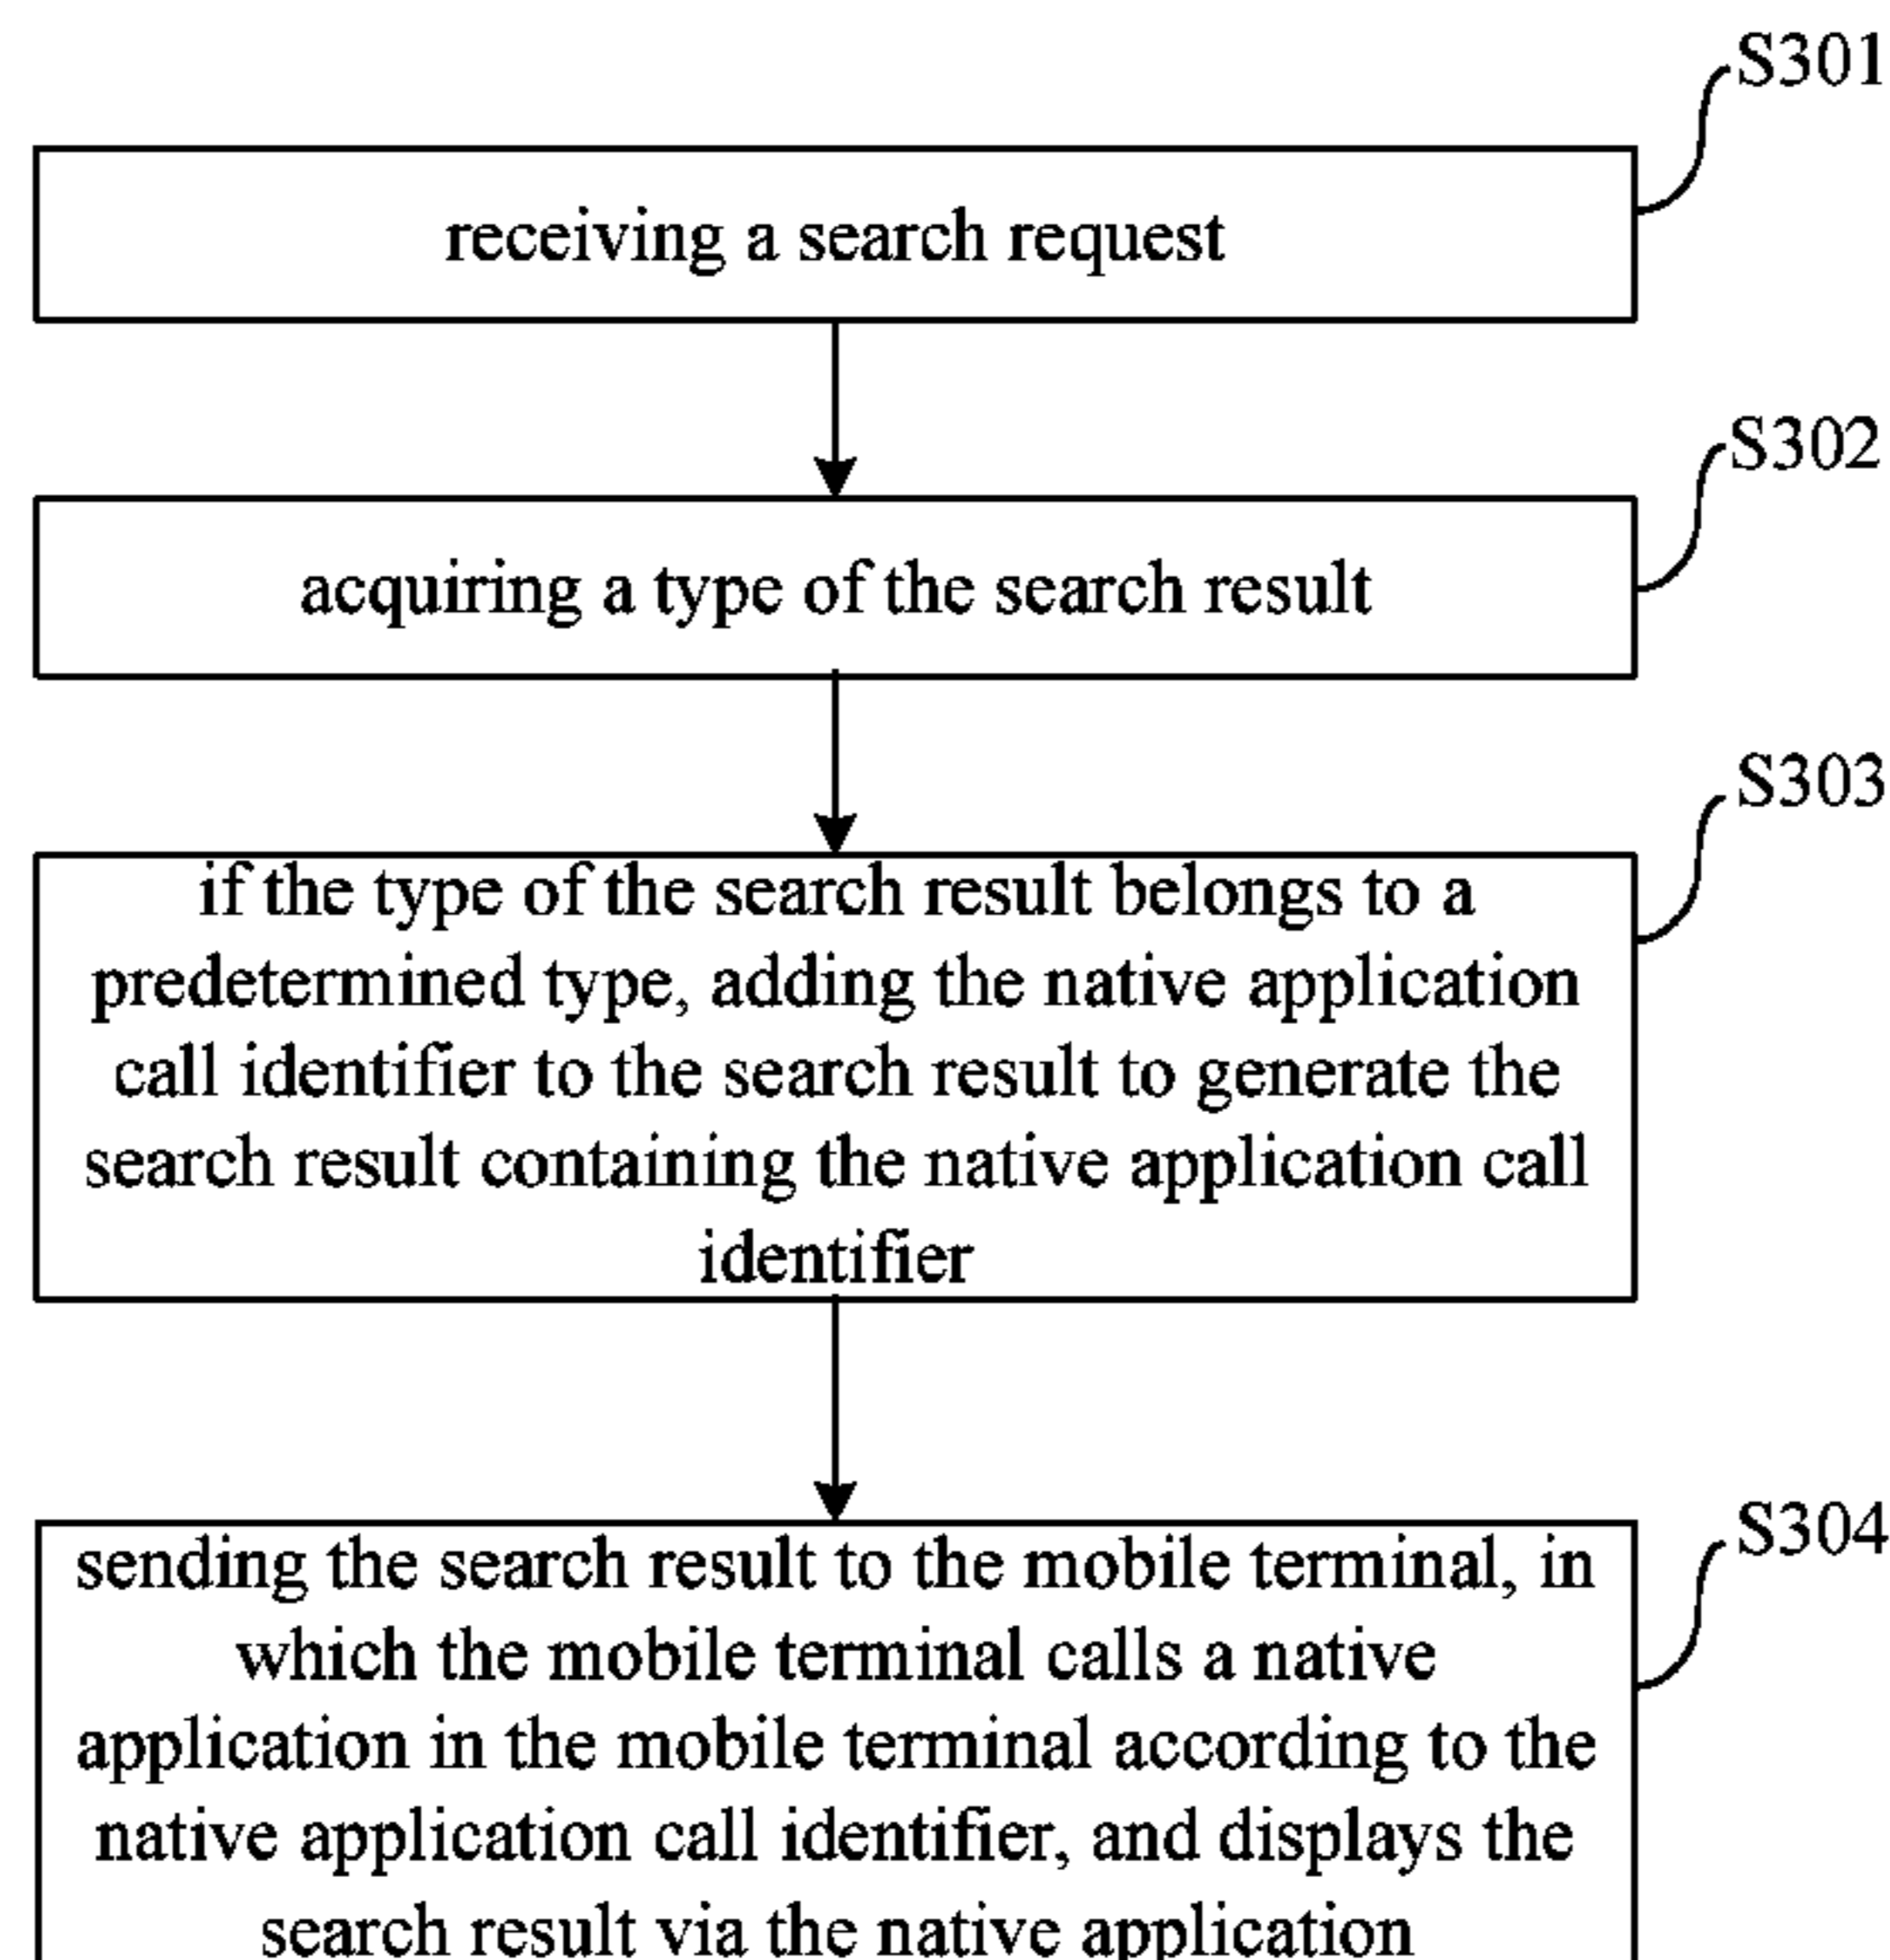 S301
receiving a search request
S302
acquiring a type of the search result
S303
if the type of the search result belongs to a
predetermined type, adding the native application
call identifier to the search result to generate the
search result containing the native application call
identifier
S304
sending the search result to the mobile terminal, in
which the mobile terminal calls a native
application in the mobile terminal according to the
native application call identifier, and displays the
search result via the native application